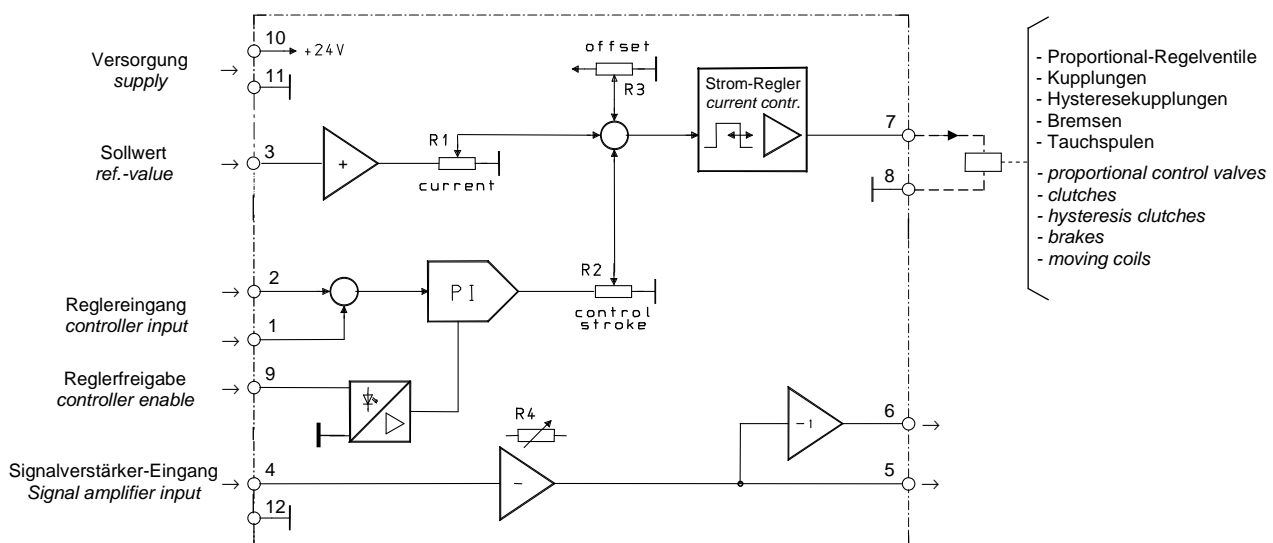 Versorgung
supply
10
+24V
11
Sollwert
ref.-value
3
+
R1
current
offset
R3
Strom-Regler
current contr.
7
8
- Proportional-Regelventile
- Kupplungen
- Hysteresekupplungen
- Bremsen
- Tauchspulen
- proportional control valves
- clutches
- hysteresis clutches
- brakes
- moving coils
Reglereingang
controller input
2
1
PI
R2
control
stroke
Reglerfreigabe
controller enable
9
R4
-1
6
Signalverstärker-Eingang
Signal amplifier input
4
-
5
12